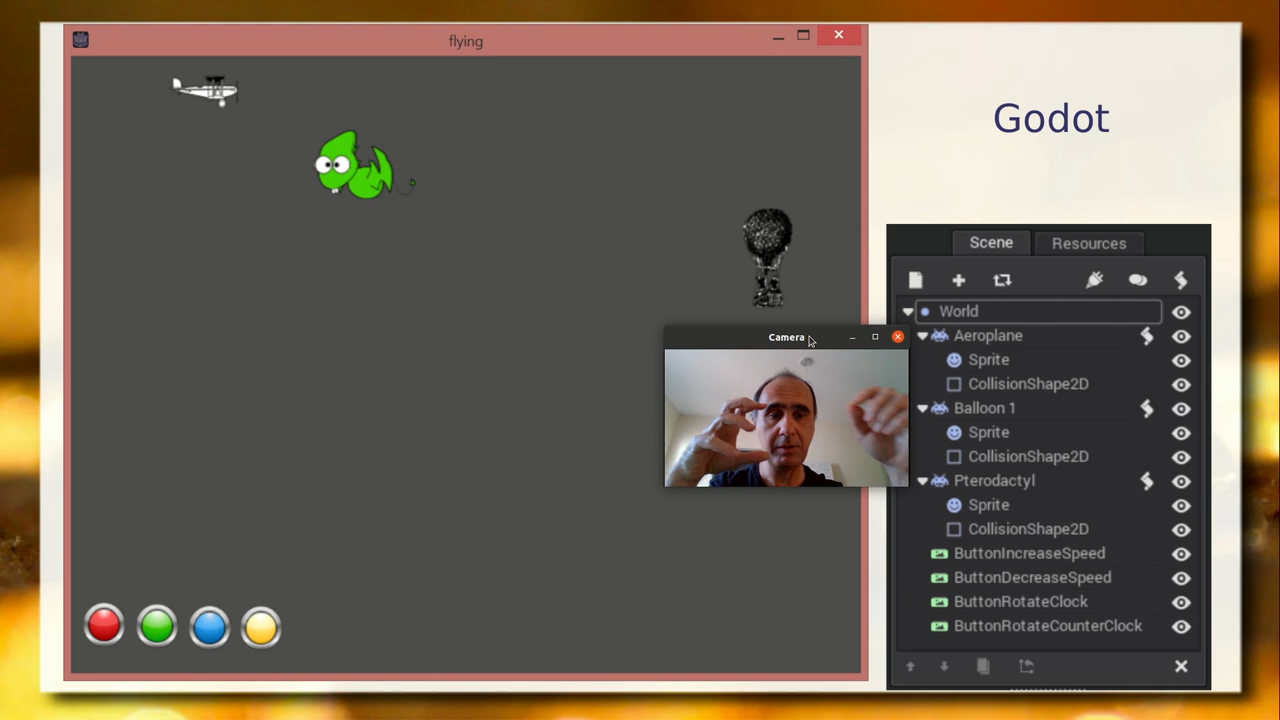 flying
Godot
Scene
Resources
World
Aeroplane
Sprite
CollisionShape2D
Balloon 1
Sprite
CollisionShape2D
Pterodactyl
Sprite
CollisionShape2D
ButtonIncreaseSpeed
ButtonDecreaseSpeed
ButtonRotateClock
ButtonRotateCounterClock
Camera